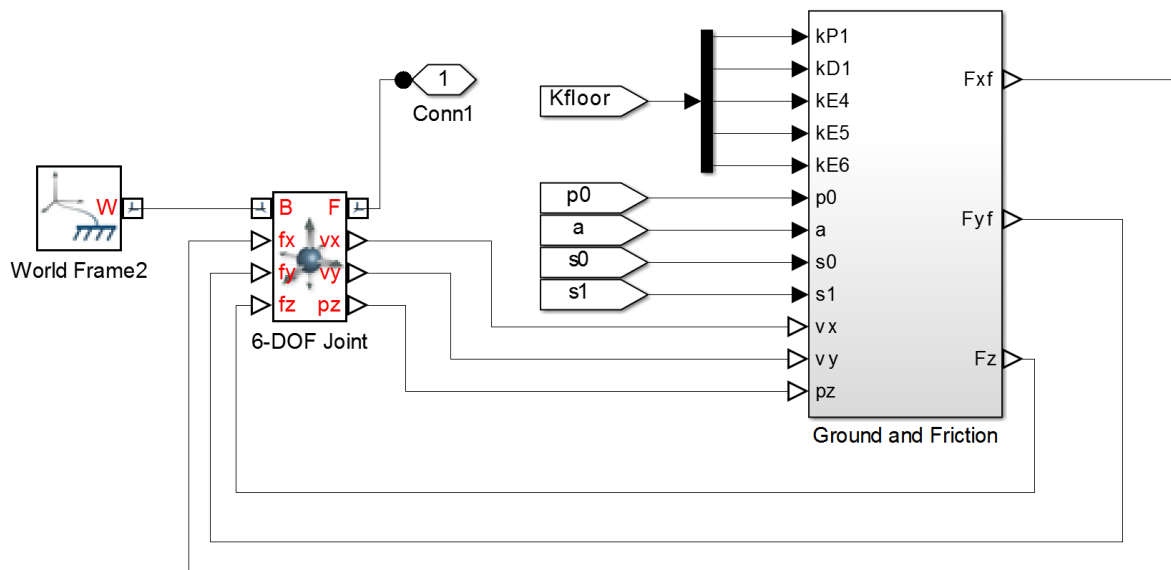 1
Conn1
W
World Frame2
B F
fx vx
fy vy
fz pz
6-DOF Joint
Kfloor
p0
a
s0
s1
kP1
kD1
kE4
kE5
kE6
p0
a
s0
s1
vx
vy
pz
Fxf
Fyf
Fz
Ground and Friction